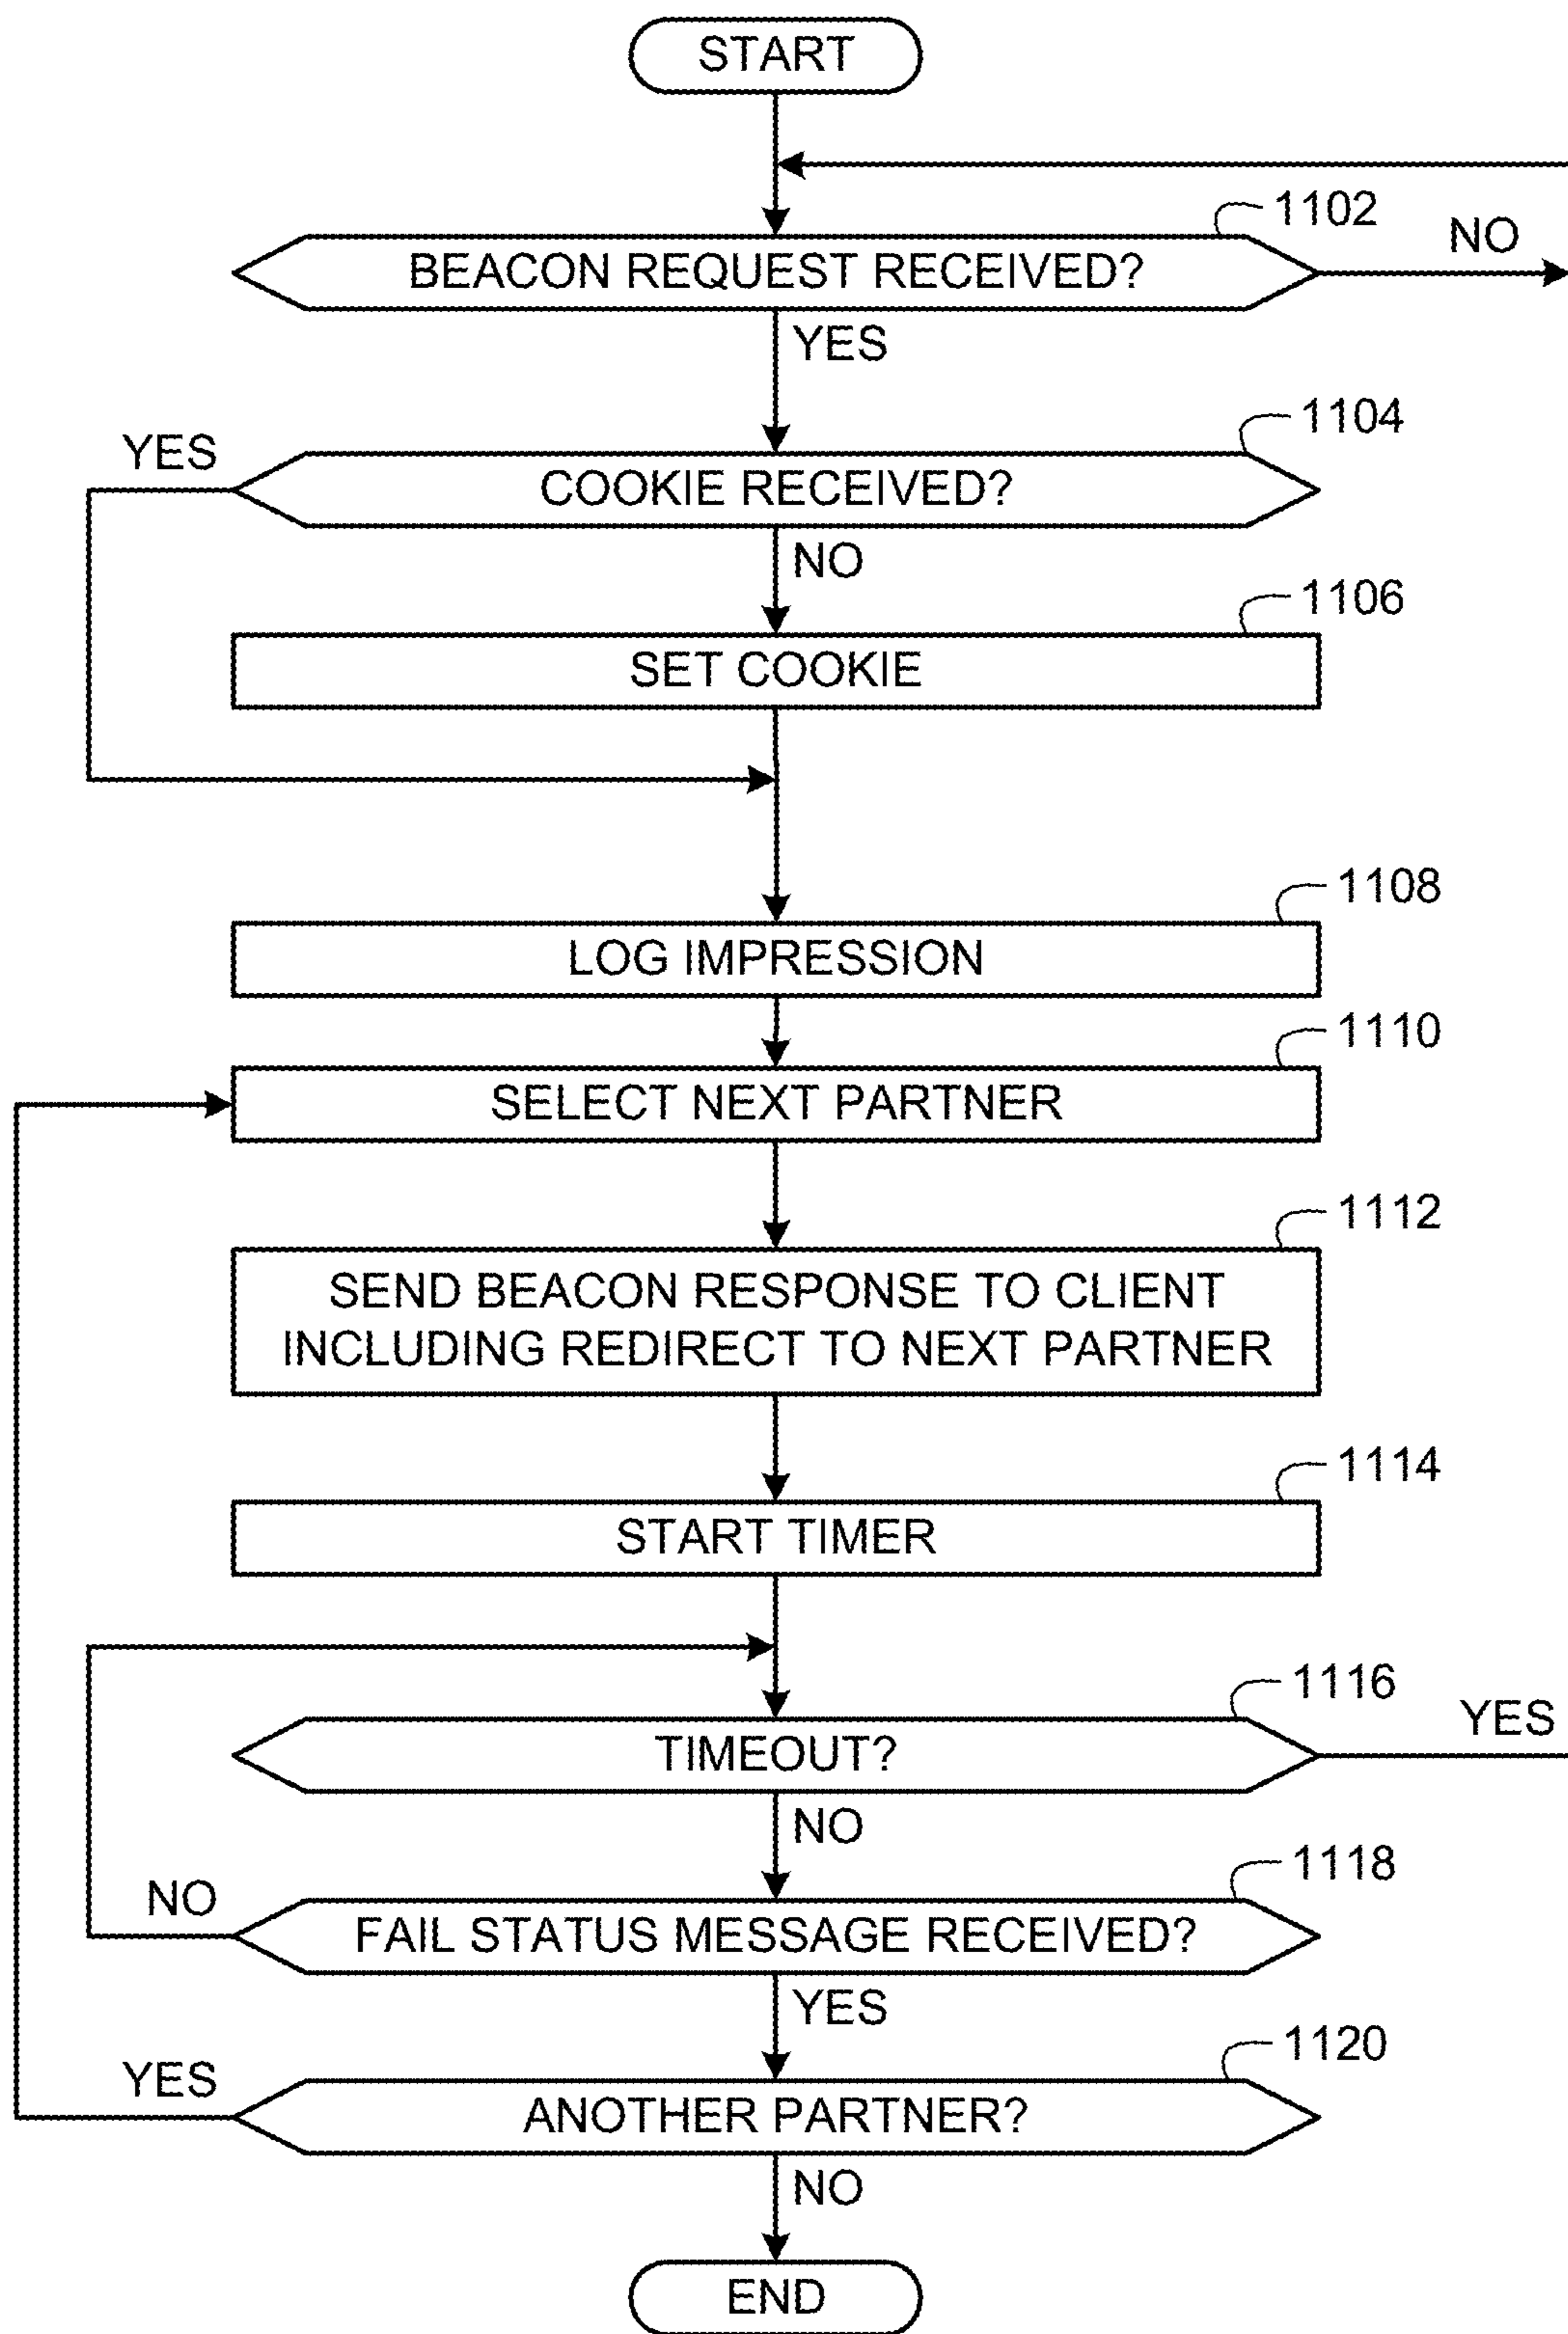 START
1102
BEACON REQUEST RECEIVED?
NO
YES
1104
YES
COOKIE RECEIVED?
NO
1106
SET COOKIE
1108
LOG IMPRESSION
1110
SELECT NEXT PARTNER
1112
SEND BEACON RESPONSE TO CLIENT
INCLUDING REDIRECT TO NEXT PARTNER
1114
START TIMER
1116
YES
TIMEOUT?
NO
1118
NO
FAIL STATUS MESSAGE RECEIVED?
YES
1120
YES
ANOTHER PARTNER?
NO
END